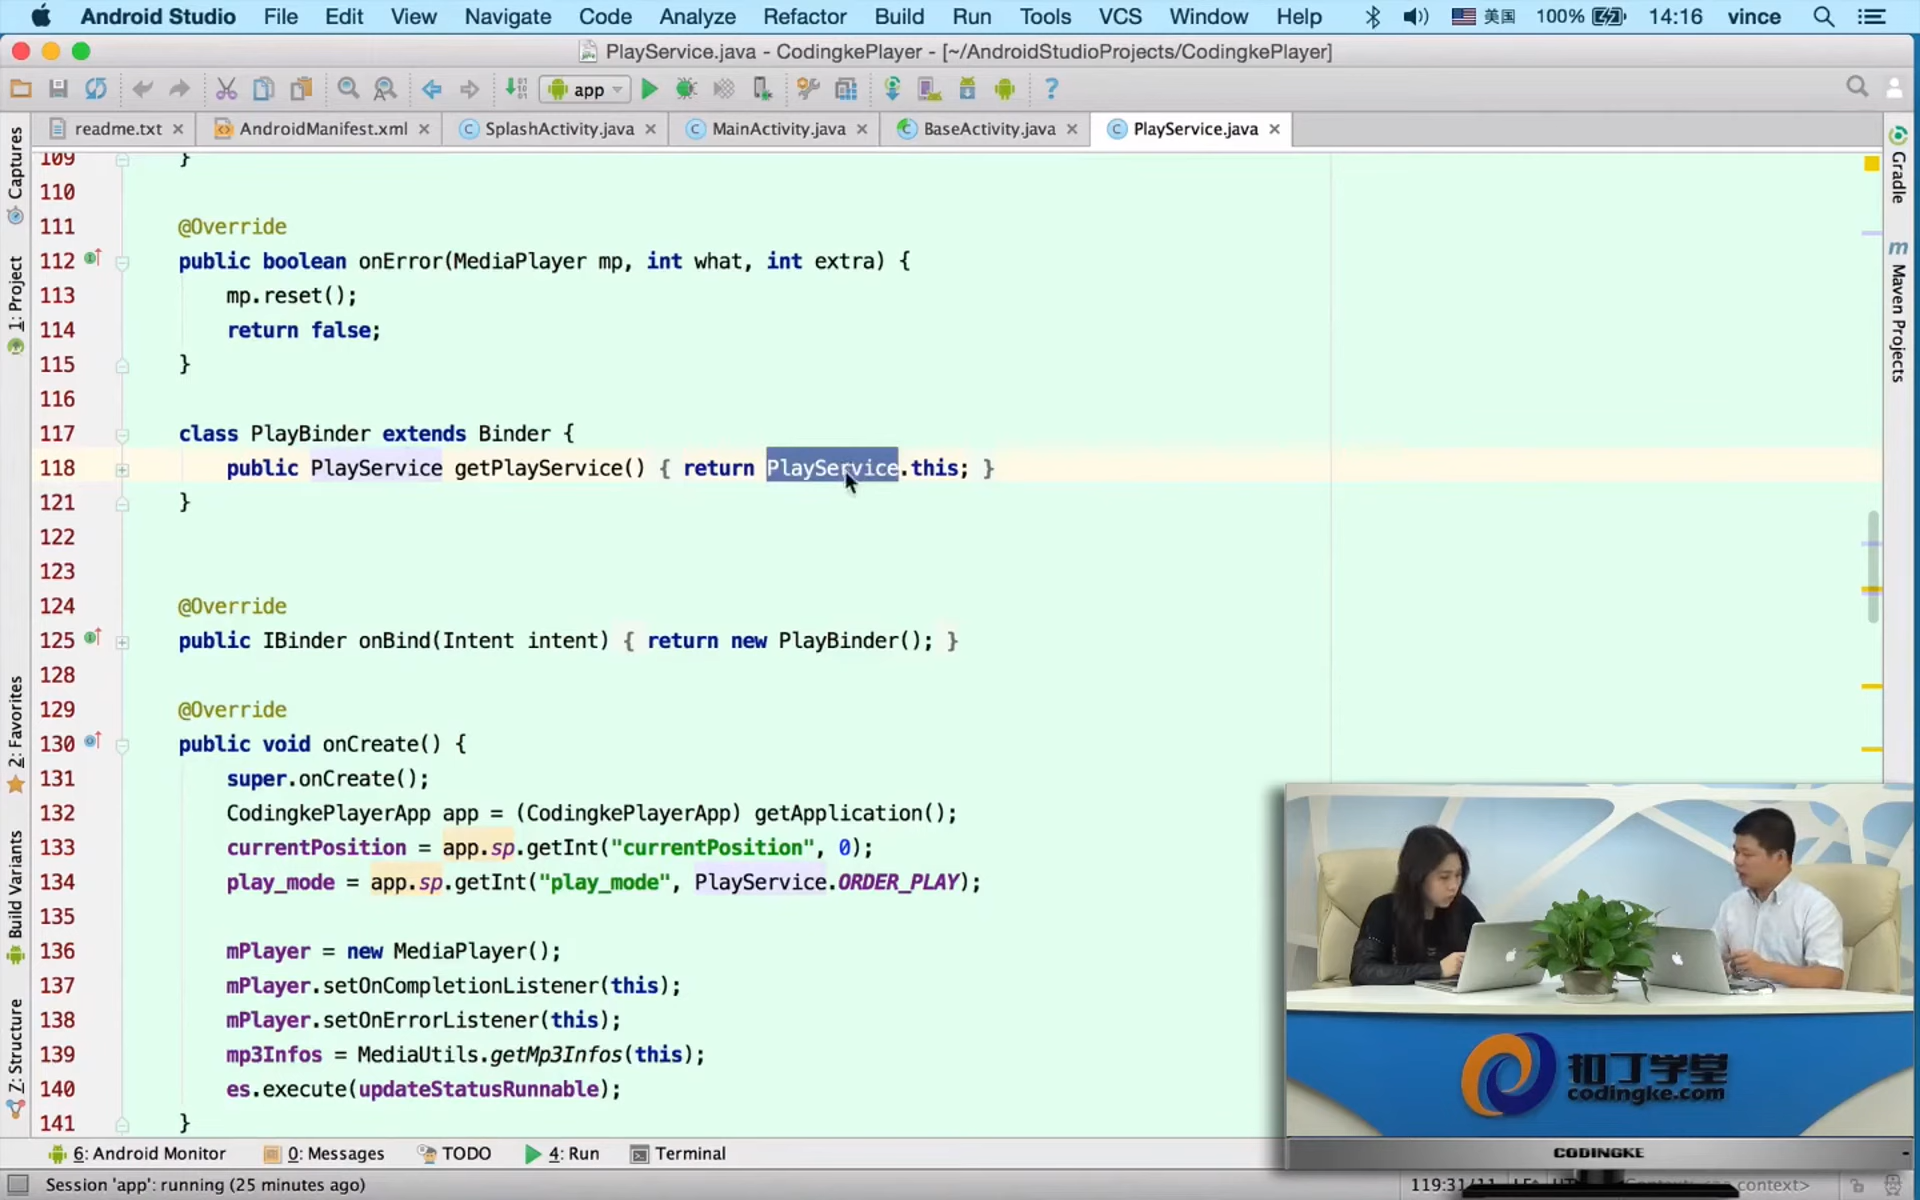 Android Studio File Edit View Navigate Code Analyze Refactor Build Run Tools VCS Window Help 美国 100% 14:16 vince
PlayService.java - CodingkePlayer - [~/AndroidStudioProjects/CodingkePlayer]
app
readme.txt AndroidManifest.xml SplashActivity.java MainActivity.java BaseActivity.java PlayService.java
Captures
1: Project
2: Favorites
Build Variants
Z: Structure
Gradle
Maven Projects
109 }
110
111 @Override
112 public boolean onError(MediaPlayer mp, int what, int extra) {
113 mp.reset();
114 return false;
115 }
116
117 class PlayBinder extends Binder {
118 public PlayService getPlayService() { return PlayService.this; }
121 }
122
123
124 @Override
125 public IBinder onBind(Intent intent) { return new PlayBinder(); }
128
129 @Override
130 public void onCreate() {
131 super.onCreate();
132 CodingkePlayerApp app = (CodingkePlayerApp) getApplication();
133 currentPosition = app.sp.getInt("currentPosition", 0);
134 play_mode = app.sp.getInt("play_mode", PlayService.ORDER_PLAY);
135
136 mPlayer = new MediaPlayer();
137 mPlayer.setOnCompletionListener(this);
138 mPlayer.setOnErrorListener(this);
139 mp3Infos = MediaUtils.getMp3Infos(this);
140 es.execute(updateStatusRunnable);
141 }
扣丁学堂
codingke.com
CODINGKE
6: Android Monitor 0: Messages TODO 4: Run Terminal
Session 'app': running (25 minutes ago) 119:31/11 context>